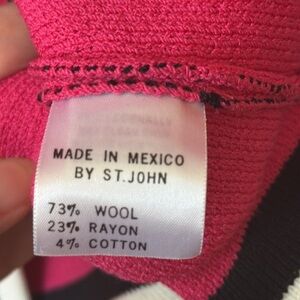 MADE IN MEXICO
BY ST.JOHN
73% WOOL
23% RAYON
4% COTTON